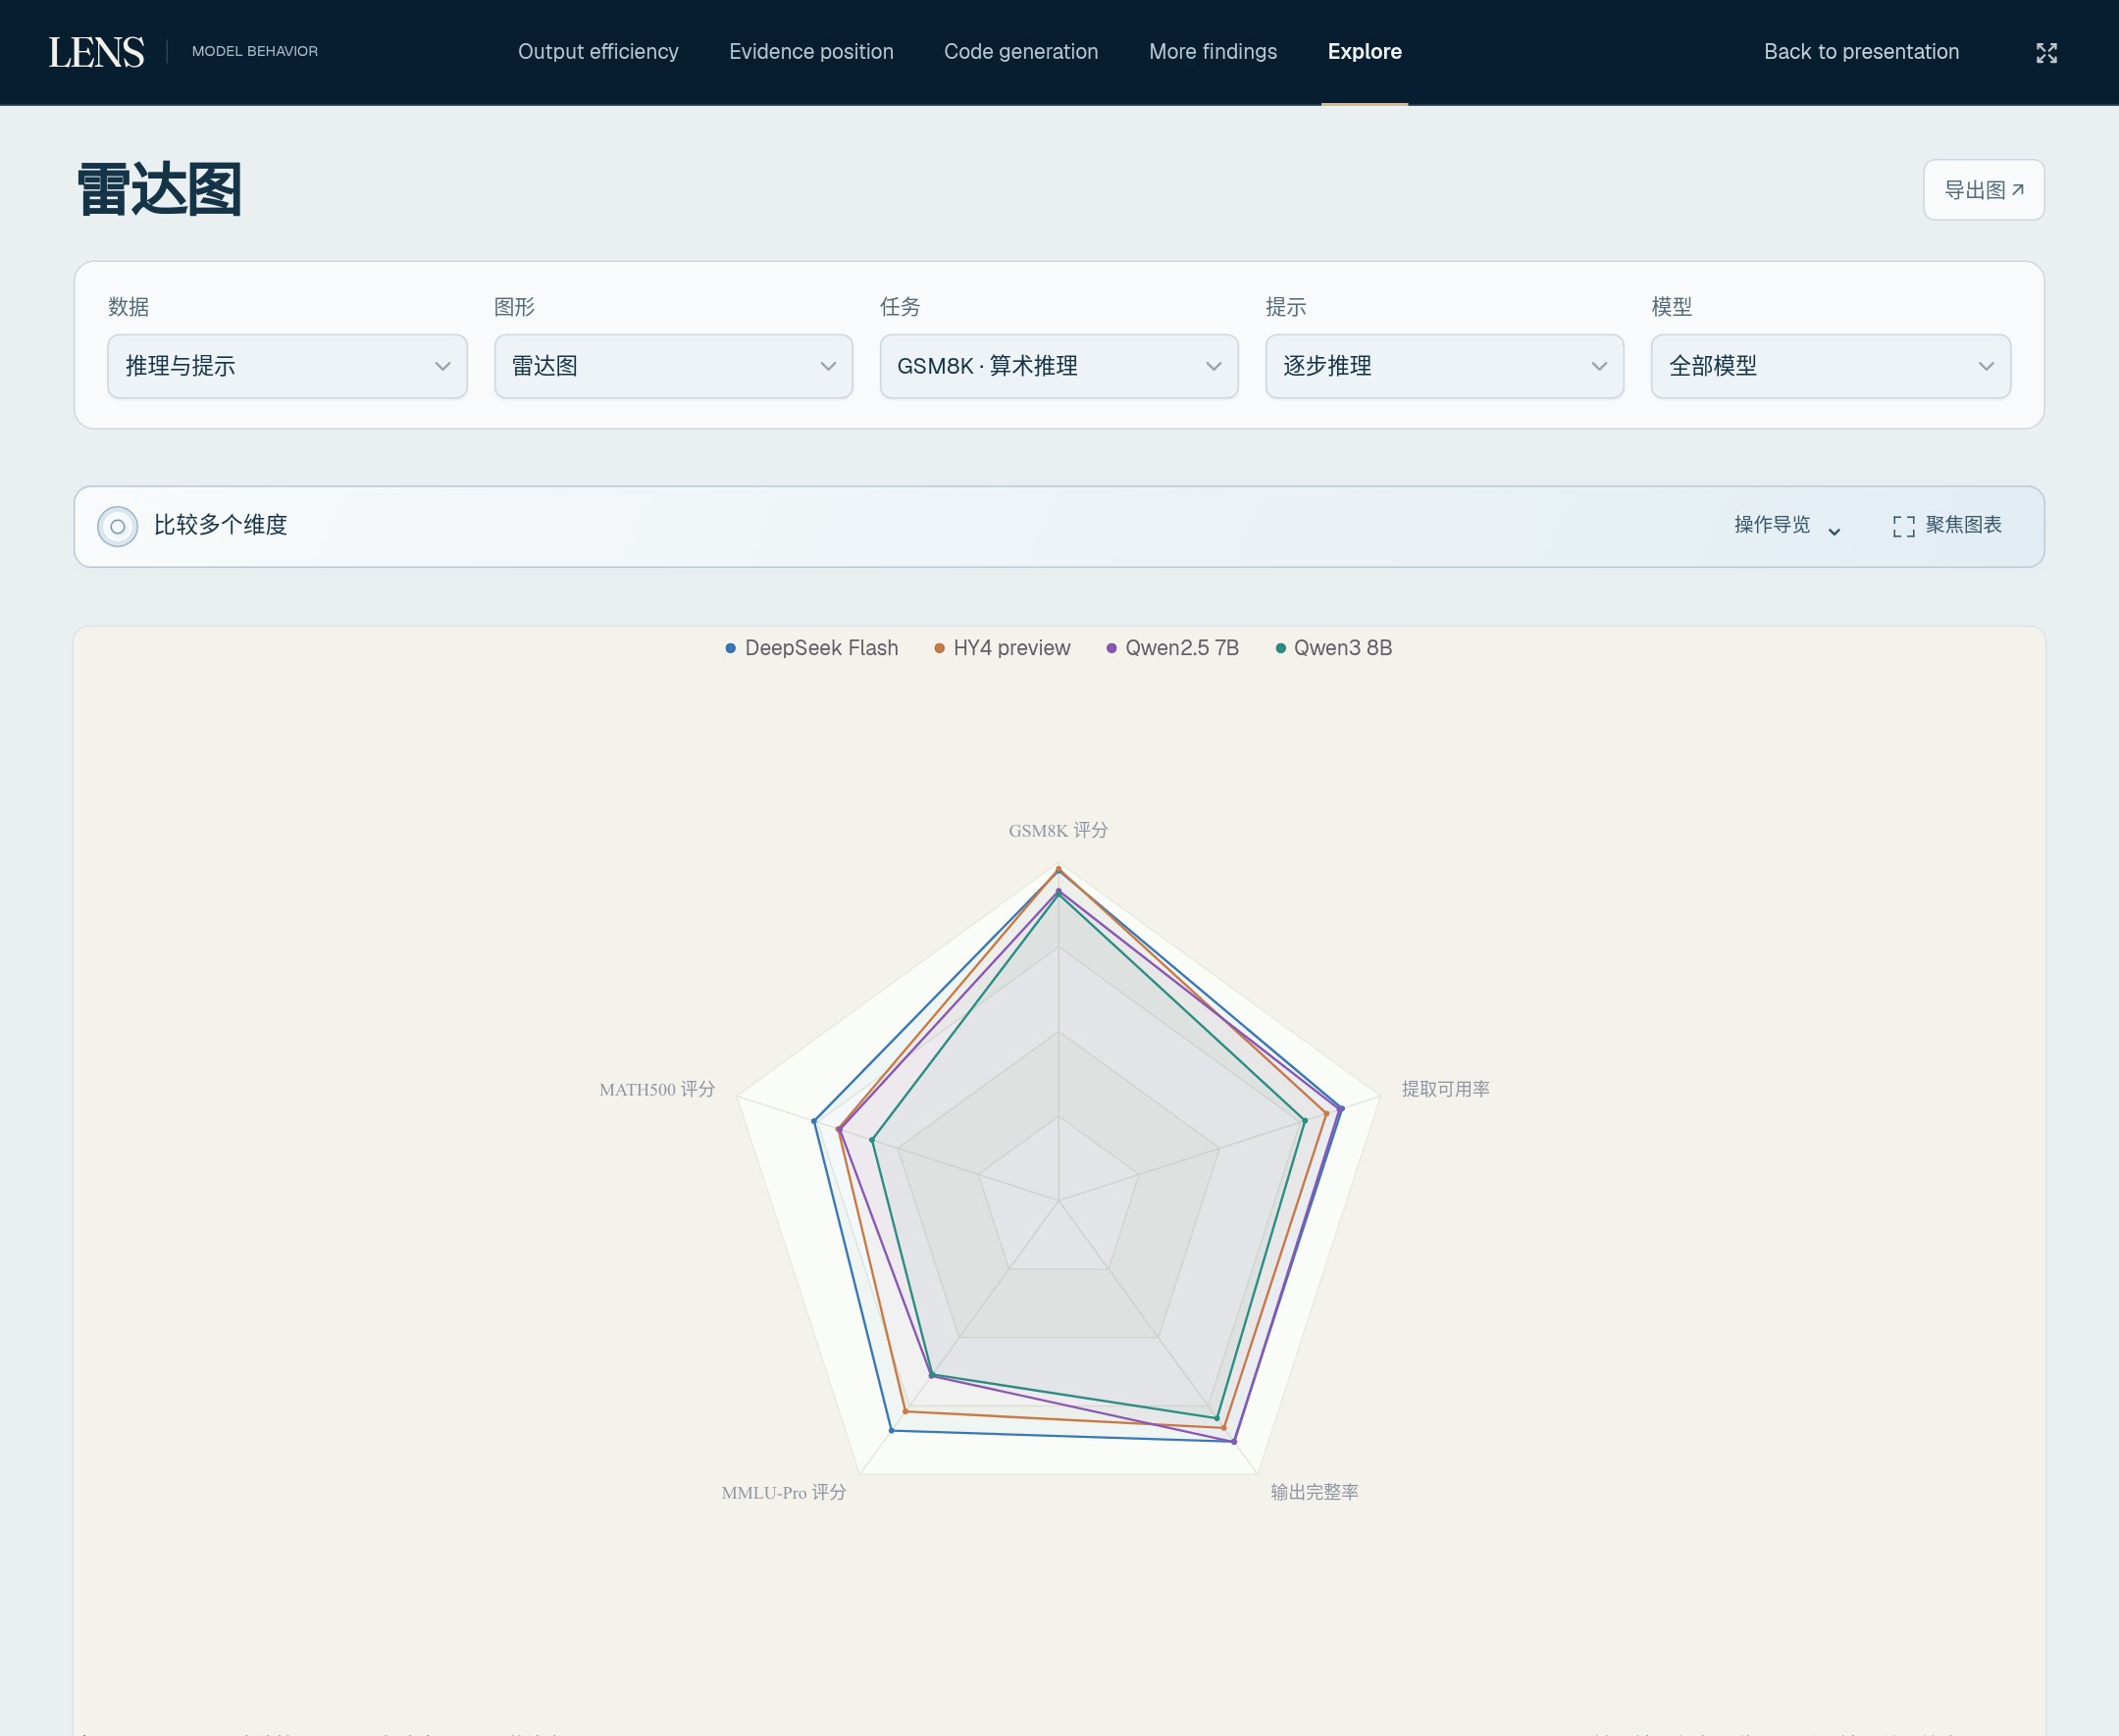 LENS MODEL BEHAVIOR Output efficiency Evidence position Code generation More findings Explore Back to presentation
雷达图 导出图
数据 图形 任务 提示 模型
推理与提示 雷达图 GSM8K · 算术推理 逐步推理 全部模型
比较多个维度 操作导览 聚焦图表
DeepSeek Flash HY4 preview Qwen2.5 7B Qwen3 8B
GSM8K 评分
MATH500 评分 提取可用率
MMLU-Pro 评分 输出完整率